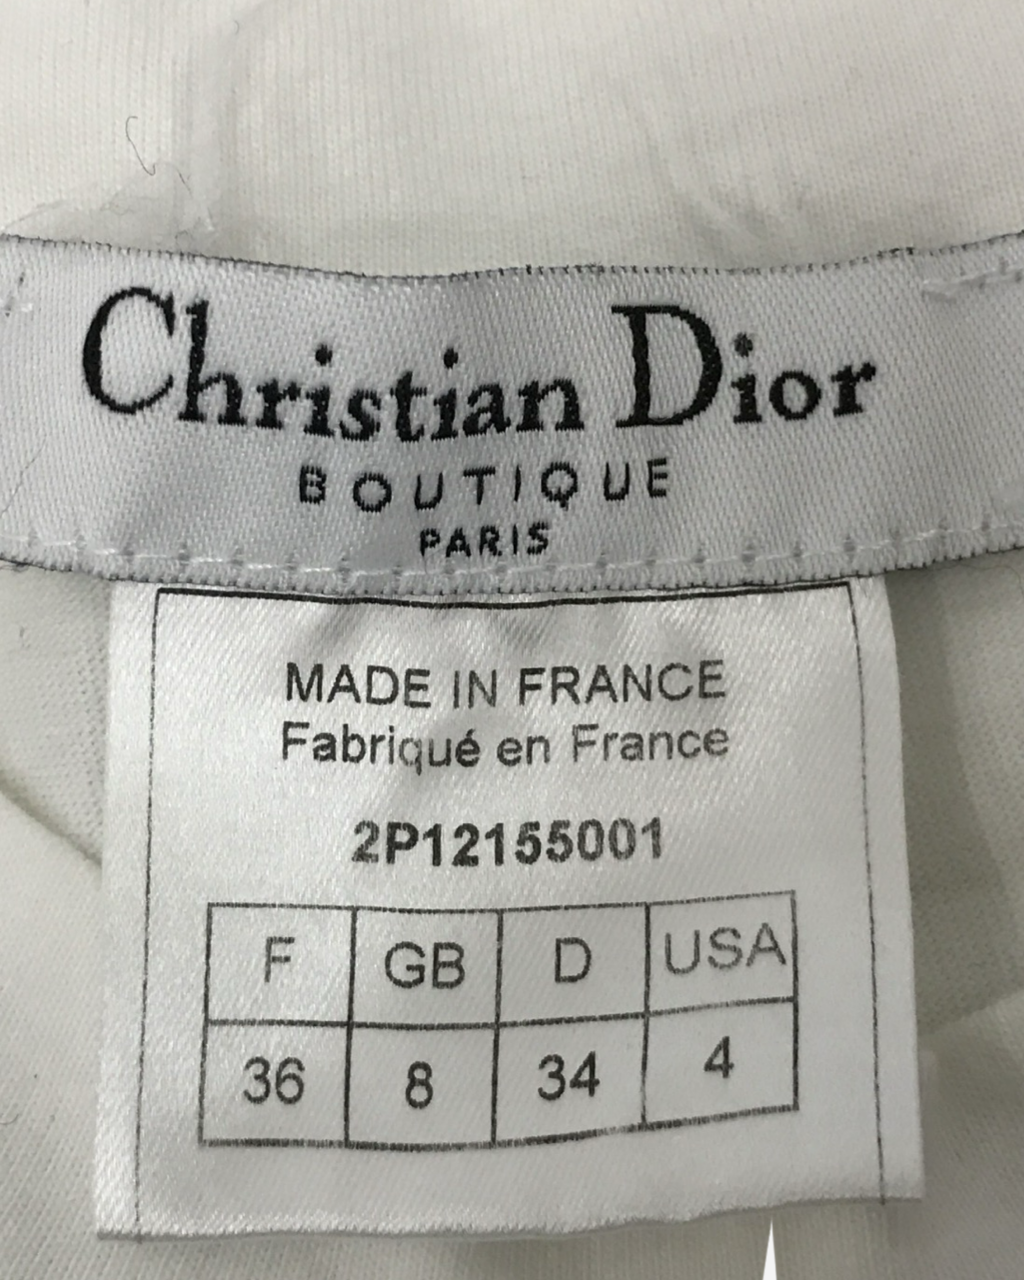 Christian Dior
BOUTIQUE
PARIS
MADE IN FRANCE
Fabriqué en France
2P12155001
F GB D USA
36 8 34 4